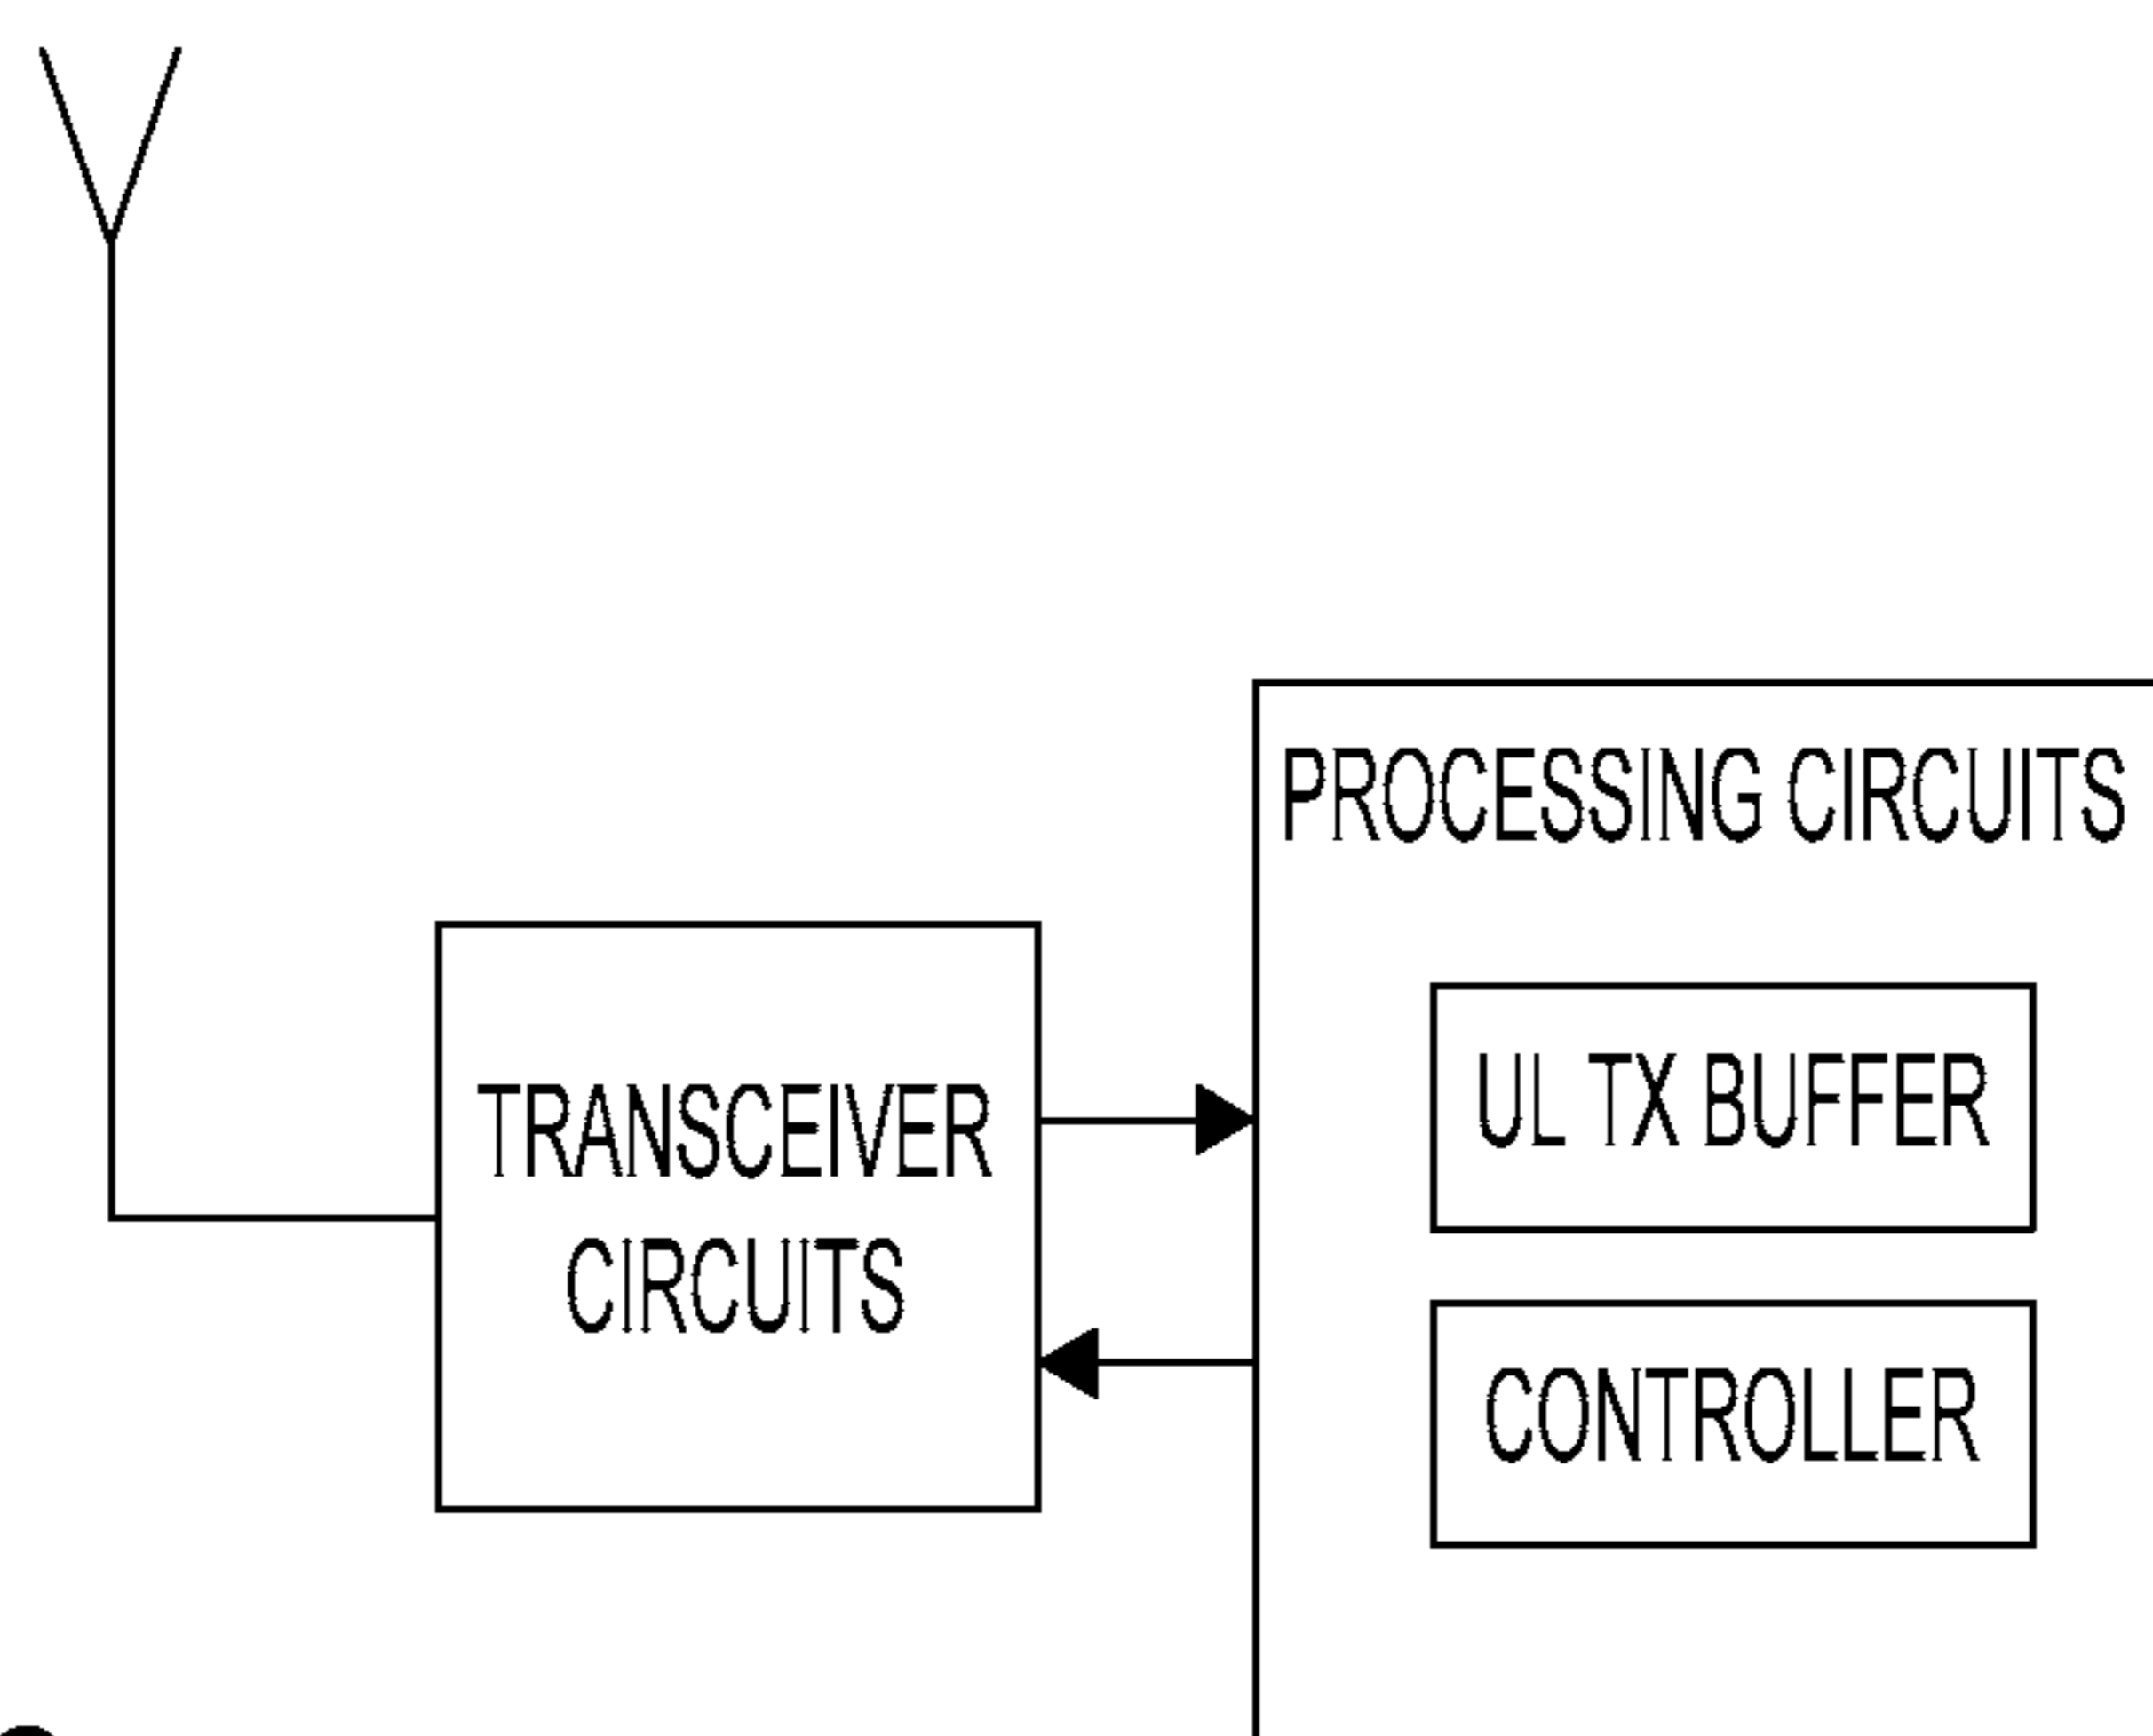 PROCESSING CIRCUITS
UL TX BUFFER
TRANSCEIVER
CIRCUITS
CONTROLLER